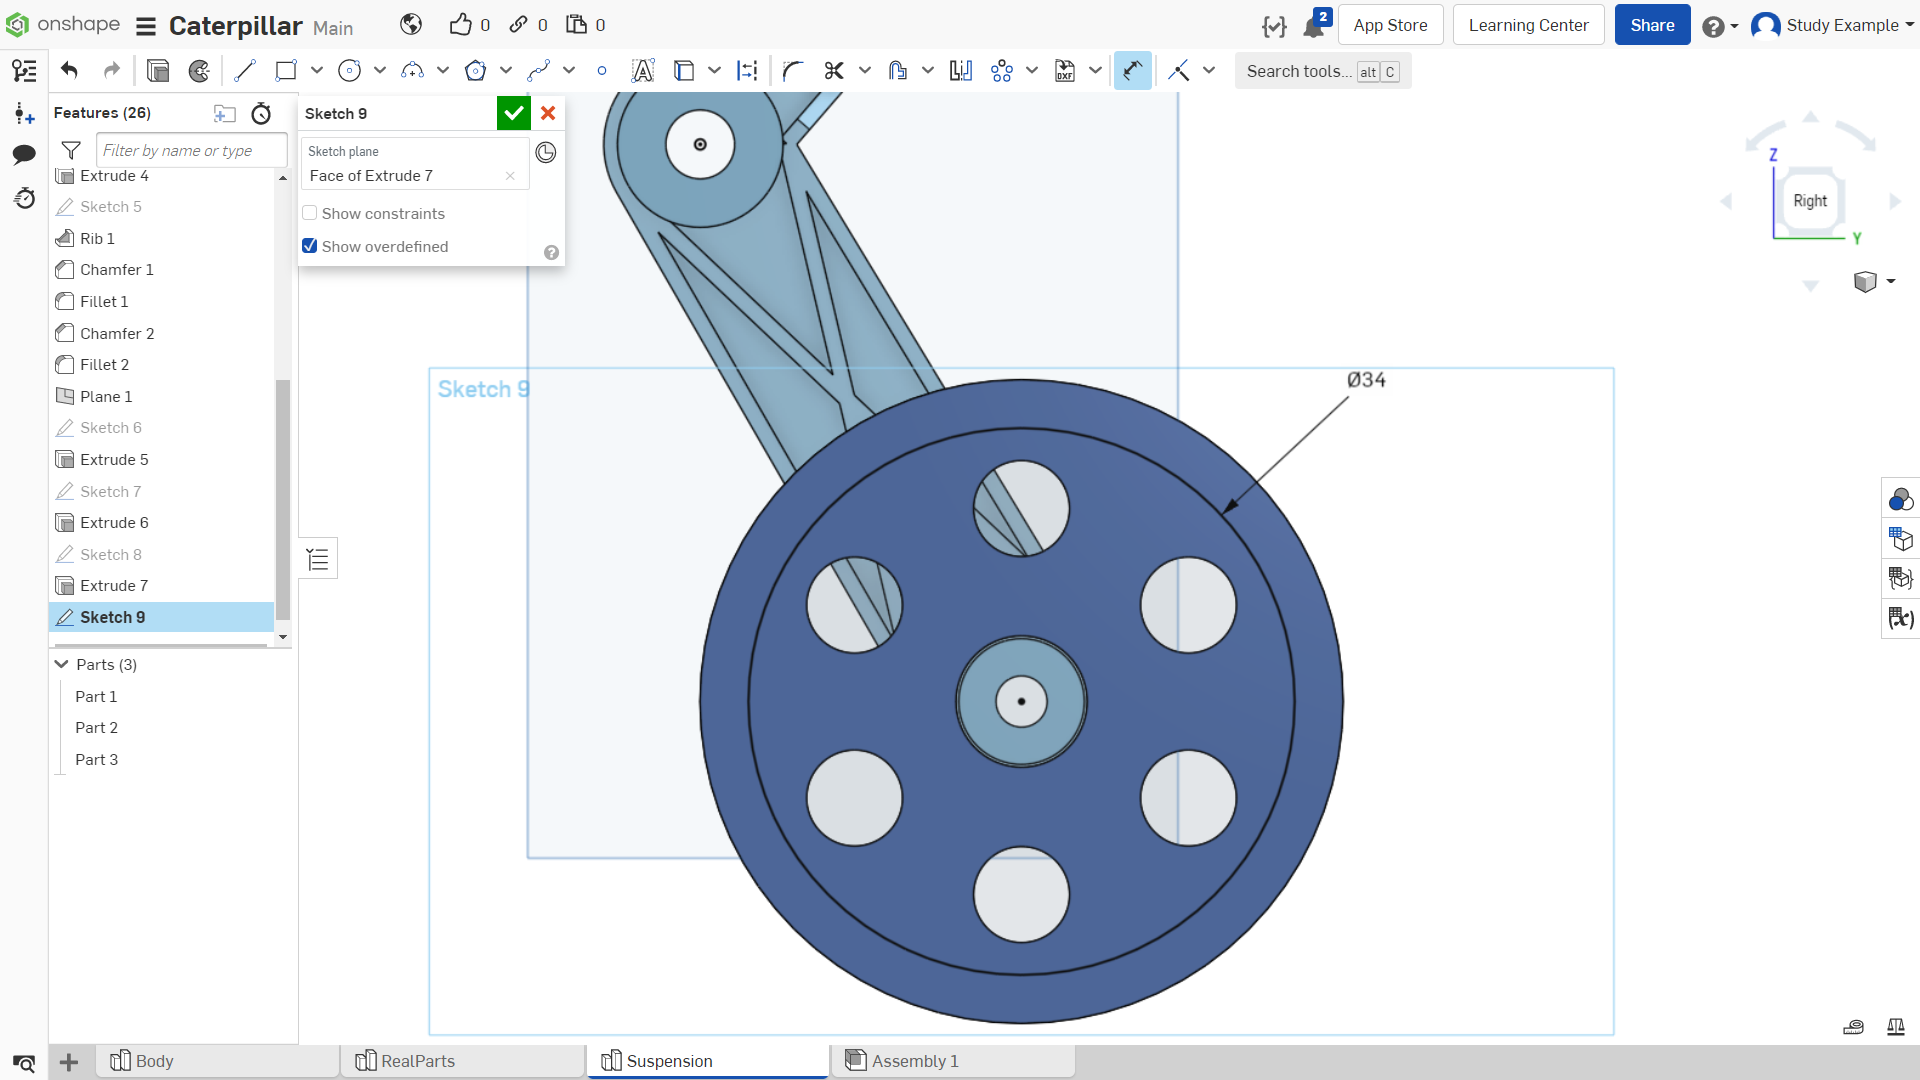 onshape
Caterpillar Main
0 0 0
2
App Store
Learning Center
Share
Study Example
Search tools... alt C
Features (26)
Filter by name or type
Extrude 4
Sketch 5
Rib 1
Chamfer 1
Fillet 1
Chamfer 2
Fillet 2
Plane 1
Sketch 6
Extrude 5
Sketch 7
Extrude 6
Sketch 8
Extrude 7
Sketch 9
Parts (3)
Part 1
Part 2
Part 3
Sketch 9
Sketch plane
Face of Extrude 7
Show constraints
Show overdefined
Sketch 9
Ø34
Z
Right
Y
DXF
Body
RealParts
Suspension
Assembly 1